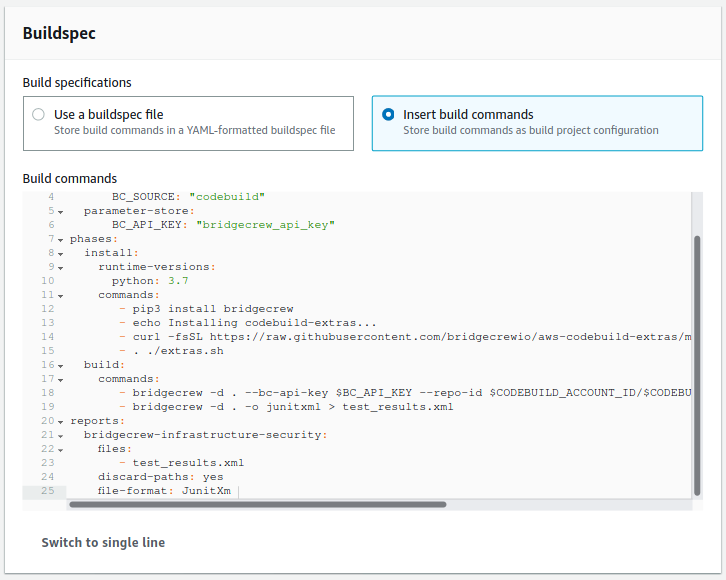 Buildspec
Build specifications
Use a buildspec file
Store build commands in a YAML-formatted buildspec file
Insert build commands
Store build commands as build project configuration
Build commands
4 BC_SOURCE: "codebuild"
5 parameter-store:
6 BC_API_KEY: "bridgecrew_api_key"
7 phases:
8 install:
9 runtime-versions:
10 python: 3.7
11 commands:
12 - pip3 install bridgecrew
13 - echo Installing codebuild-extras...
14 - curl -fsSL https://raw.githubusercontent.com/bridgecrewio/aws-codebuild-extras/m
15 - . ./extras.sh
16 build:
17 commands:
18 - bridgecrew -d . --bc-api-key $BC_API_KEY --repo-id $CODEBUILD_ACCOUNT_ID/$CODEBU
19 - bridgecrew -d . -o junitxml > test_results.xml
20 reports:
21 bridgecrew-infrastructure-security:
22 files:
23 - test_results.xml
24 discard-paths: yes
25 file-format: JunitXm
Switch to single line